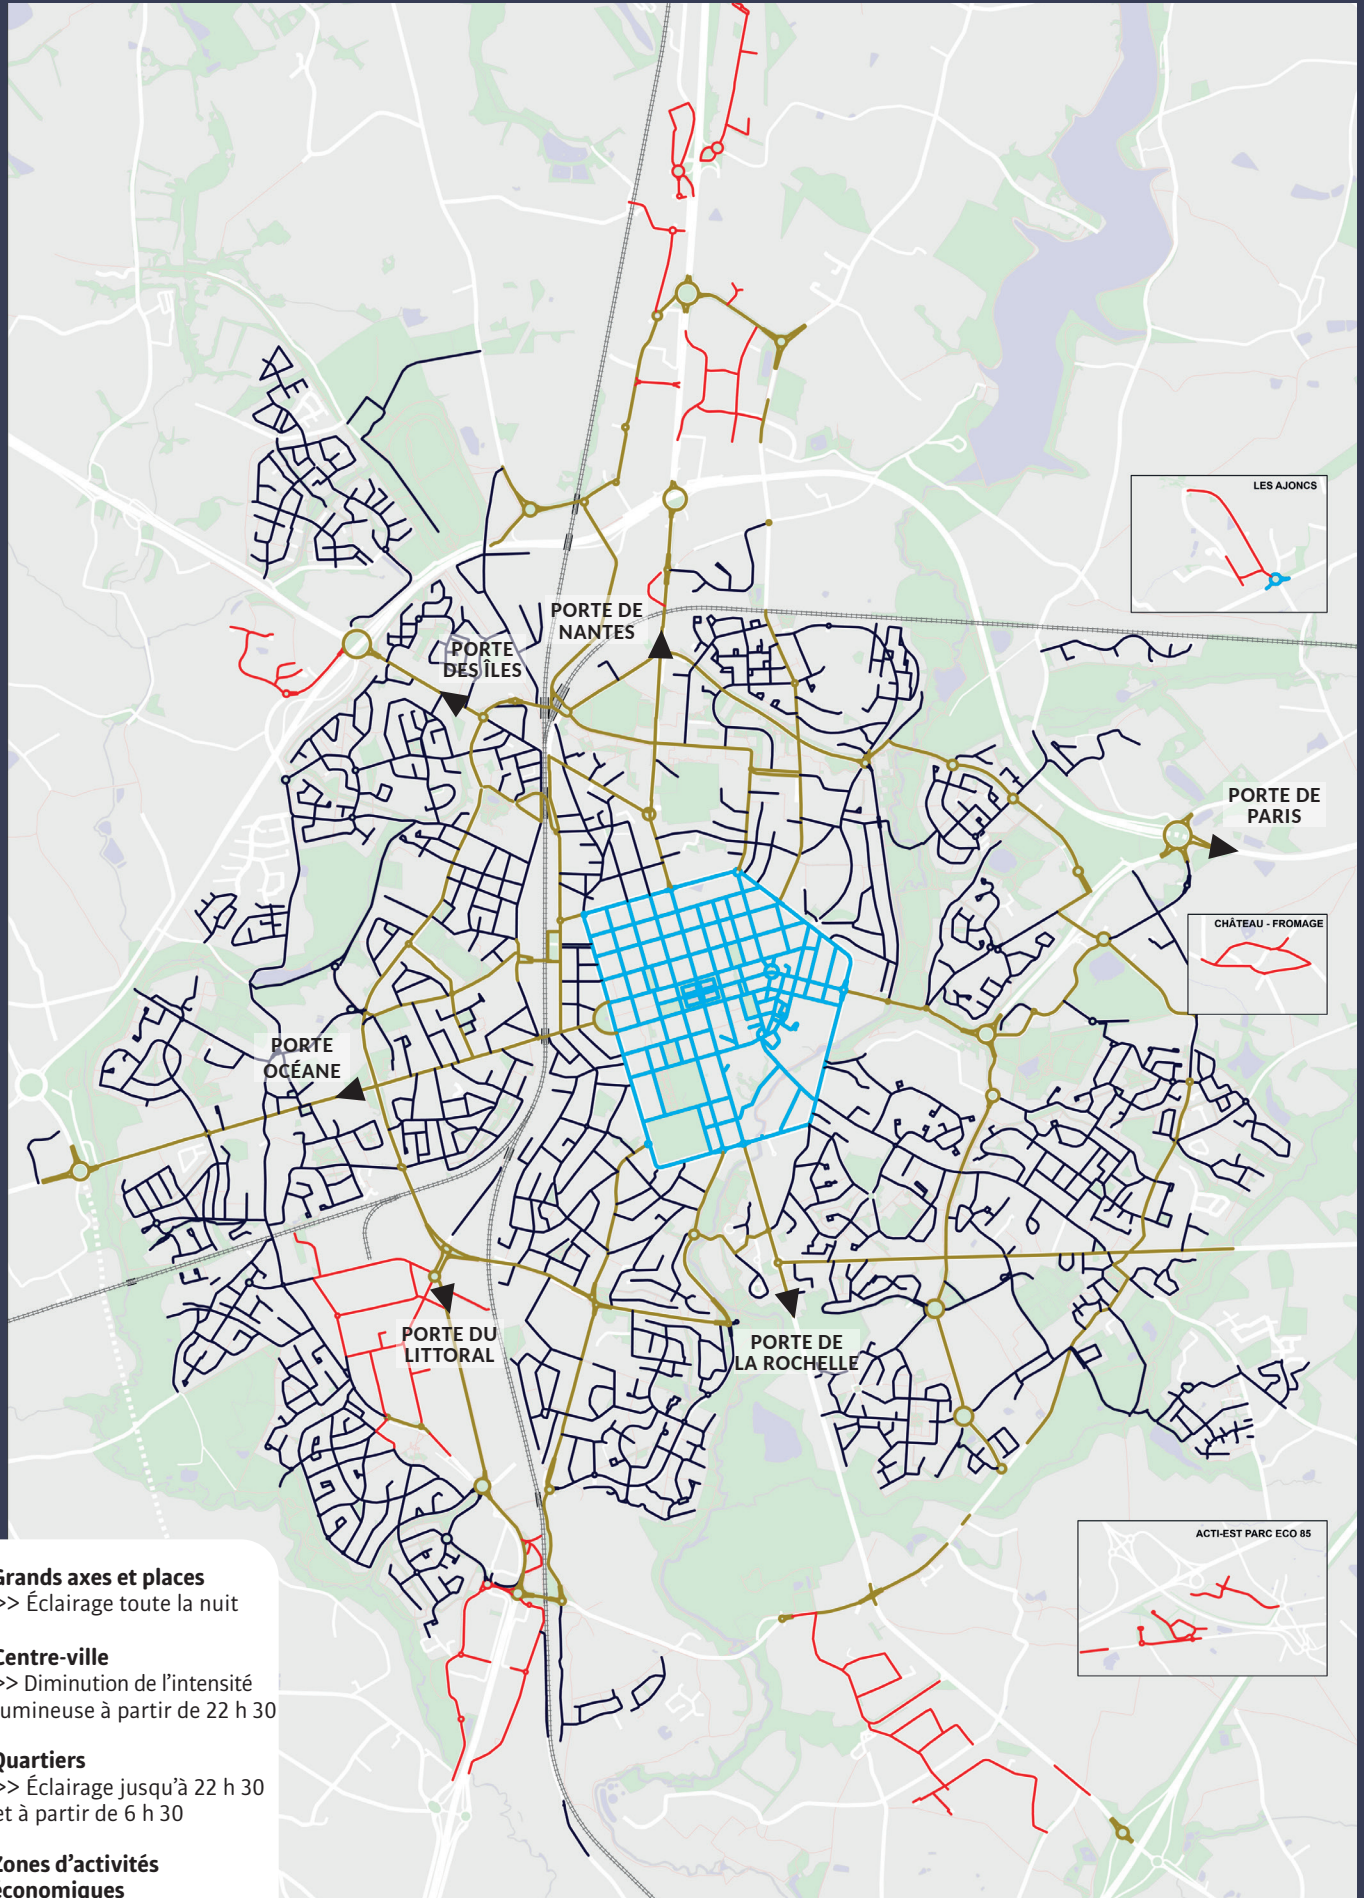 LES AJONCS
PORTE DE
NANTES
PORTE
DES ÎLES
PORTE DE
PARIS
CHÂTEAU - FROMAGE
PORTE
OCÉANE
PORTE DU
LITTORAL
PORTE DE
LA ROCHELLE
ACTI-EST PARC ECO 85
Grands axes et places
>> Éclairage toute la nuit
Centre-ville
>> Diminution de l'intensité
lumineuse à partir de 22 h 30
Quartiers
>> Éclairage jusqu'à 22 h 30
et à partir de 6 h 30
Zones d'activités
économiques